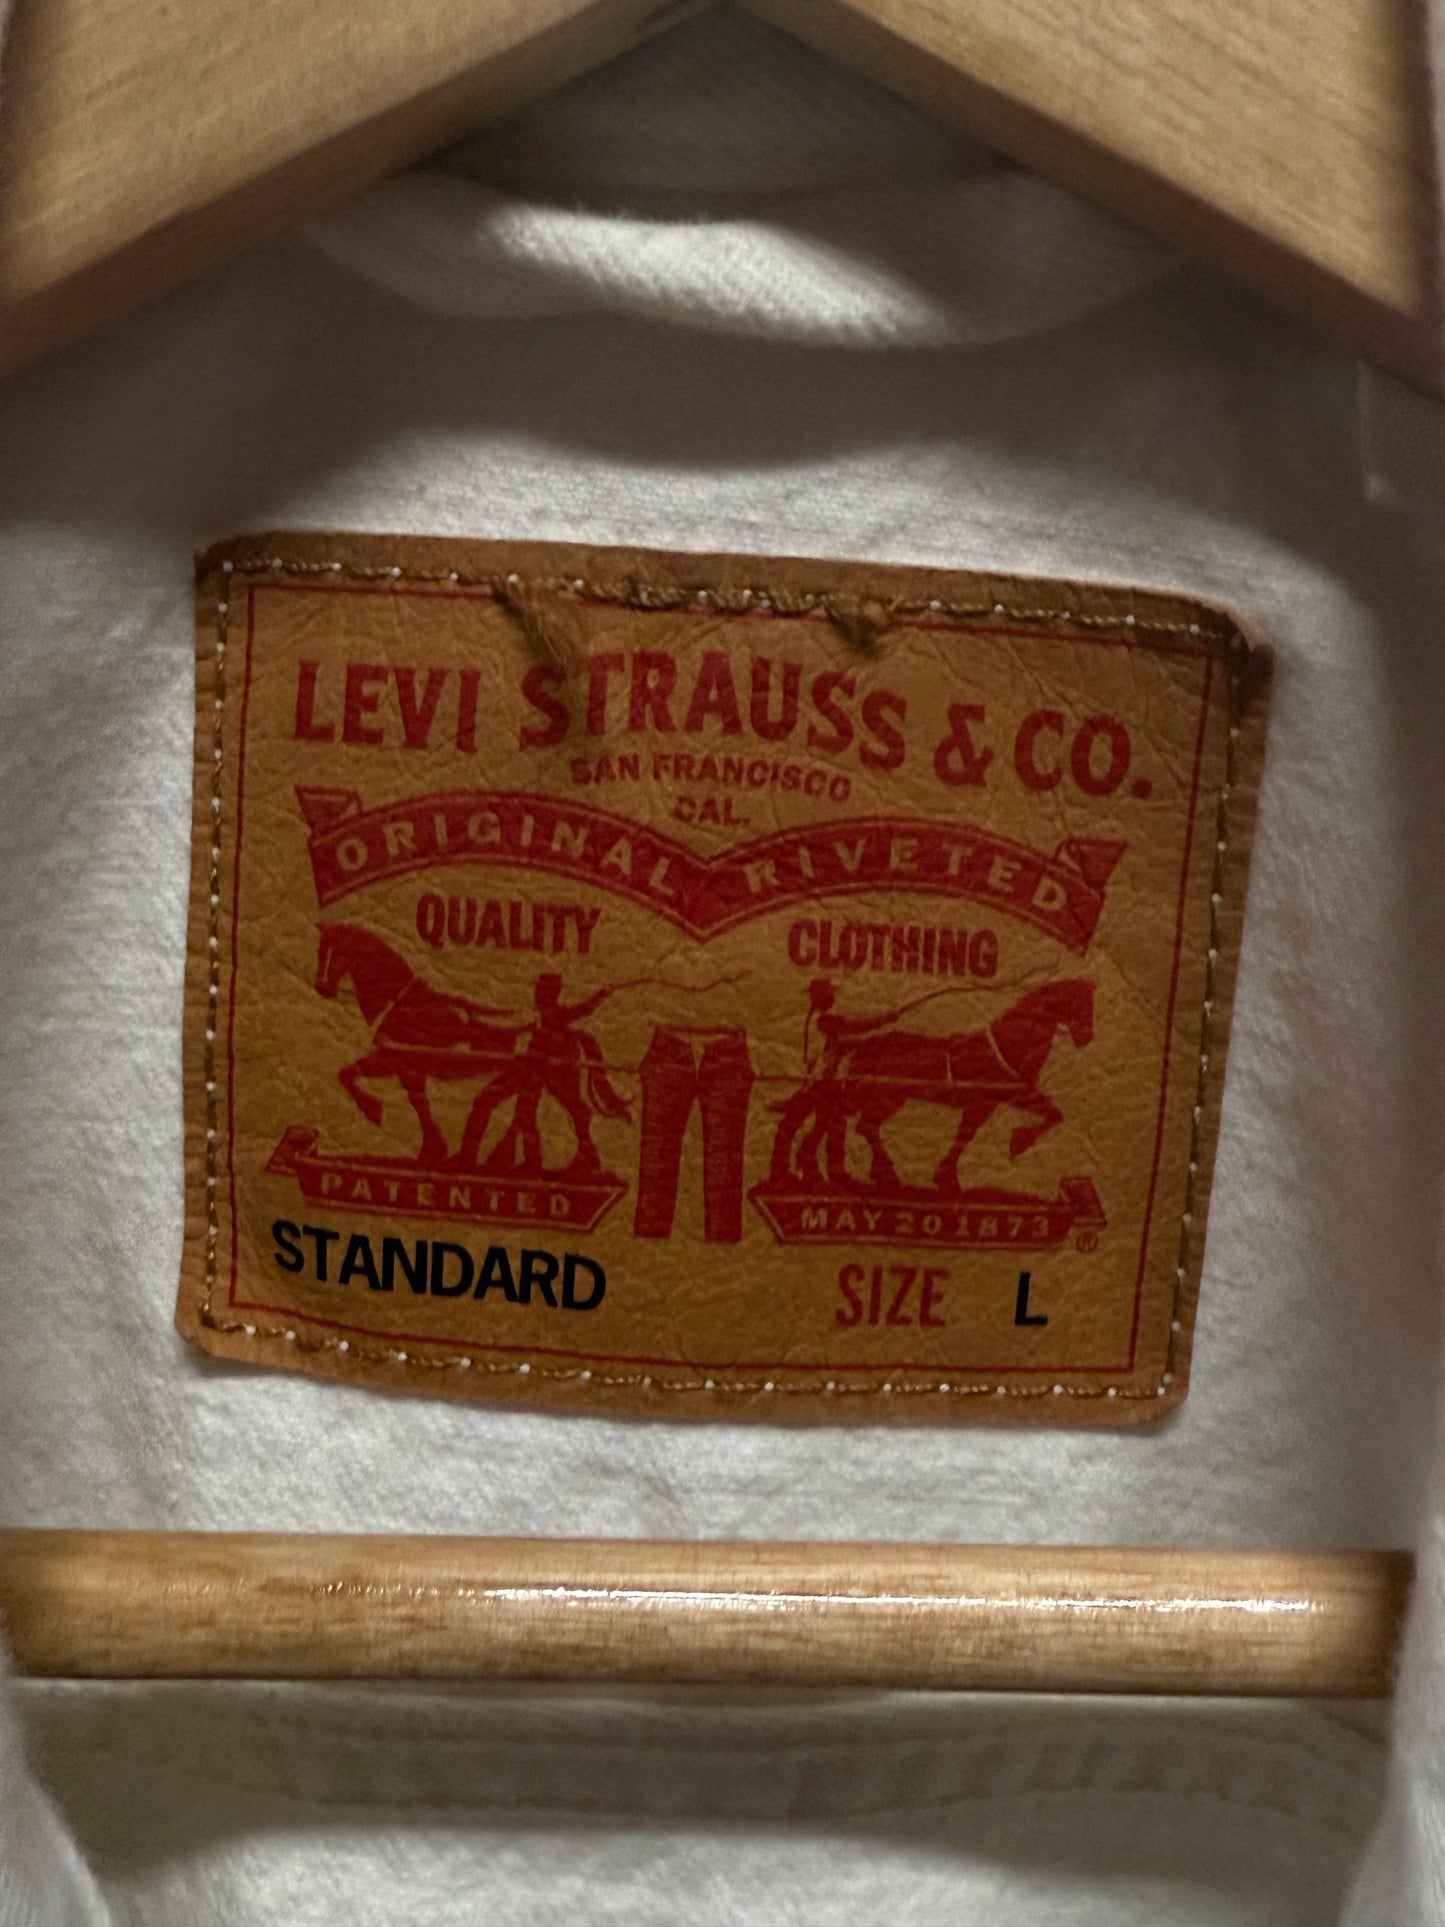 LEVI STRAUSS & CO.
SAN FRANCISCO
CAL.
ORIGINAL RIVETED
QUALITY CLOTHING
PATENTED MAY 20 1873 ®
STANDARD SIZE L